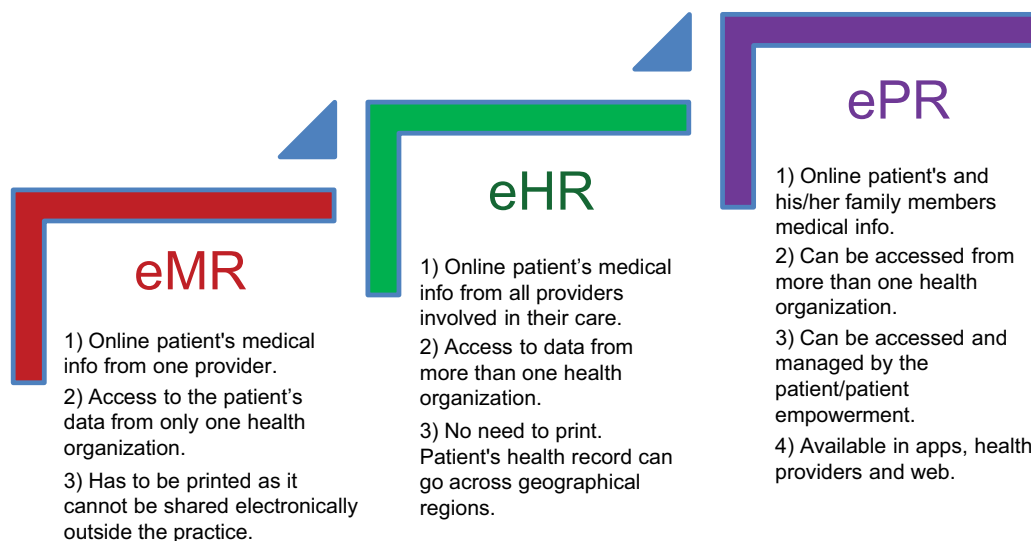 eMR
1) Online patient's medical
info from one provider.
2) Access to the patient’s
data from only one health
organization.
3) Has to be printed as it
cannot be shared electronically
outside the practice.
eHR
1) Online patient’s medical
info from all providers
involved in their care.
2) Access to data from
more than one health
organization.
3) No need to print.
Patient's health record can
go across geographical
regions.
ePR
1) Online patient's and
his/her family members
medical info.
2) Can be accessed from
more than one health
organization.
3) Can be accessed and
managed by the
patient/patient
empowerment.
4) Available in apps, health
providers and web.